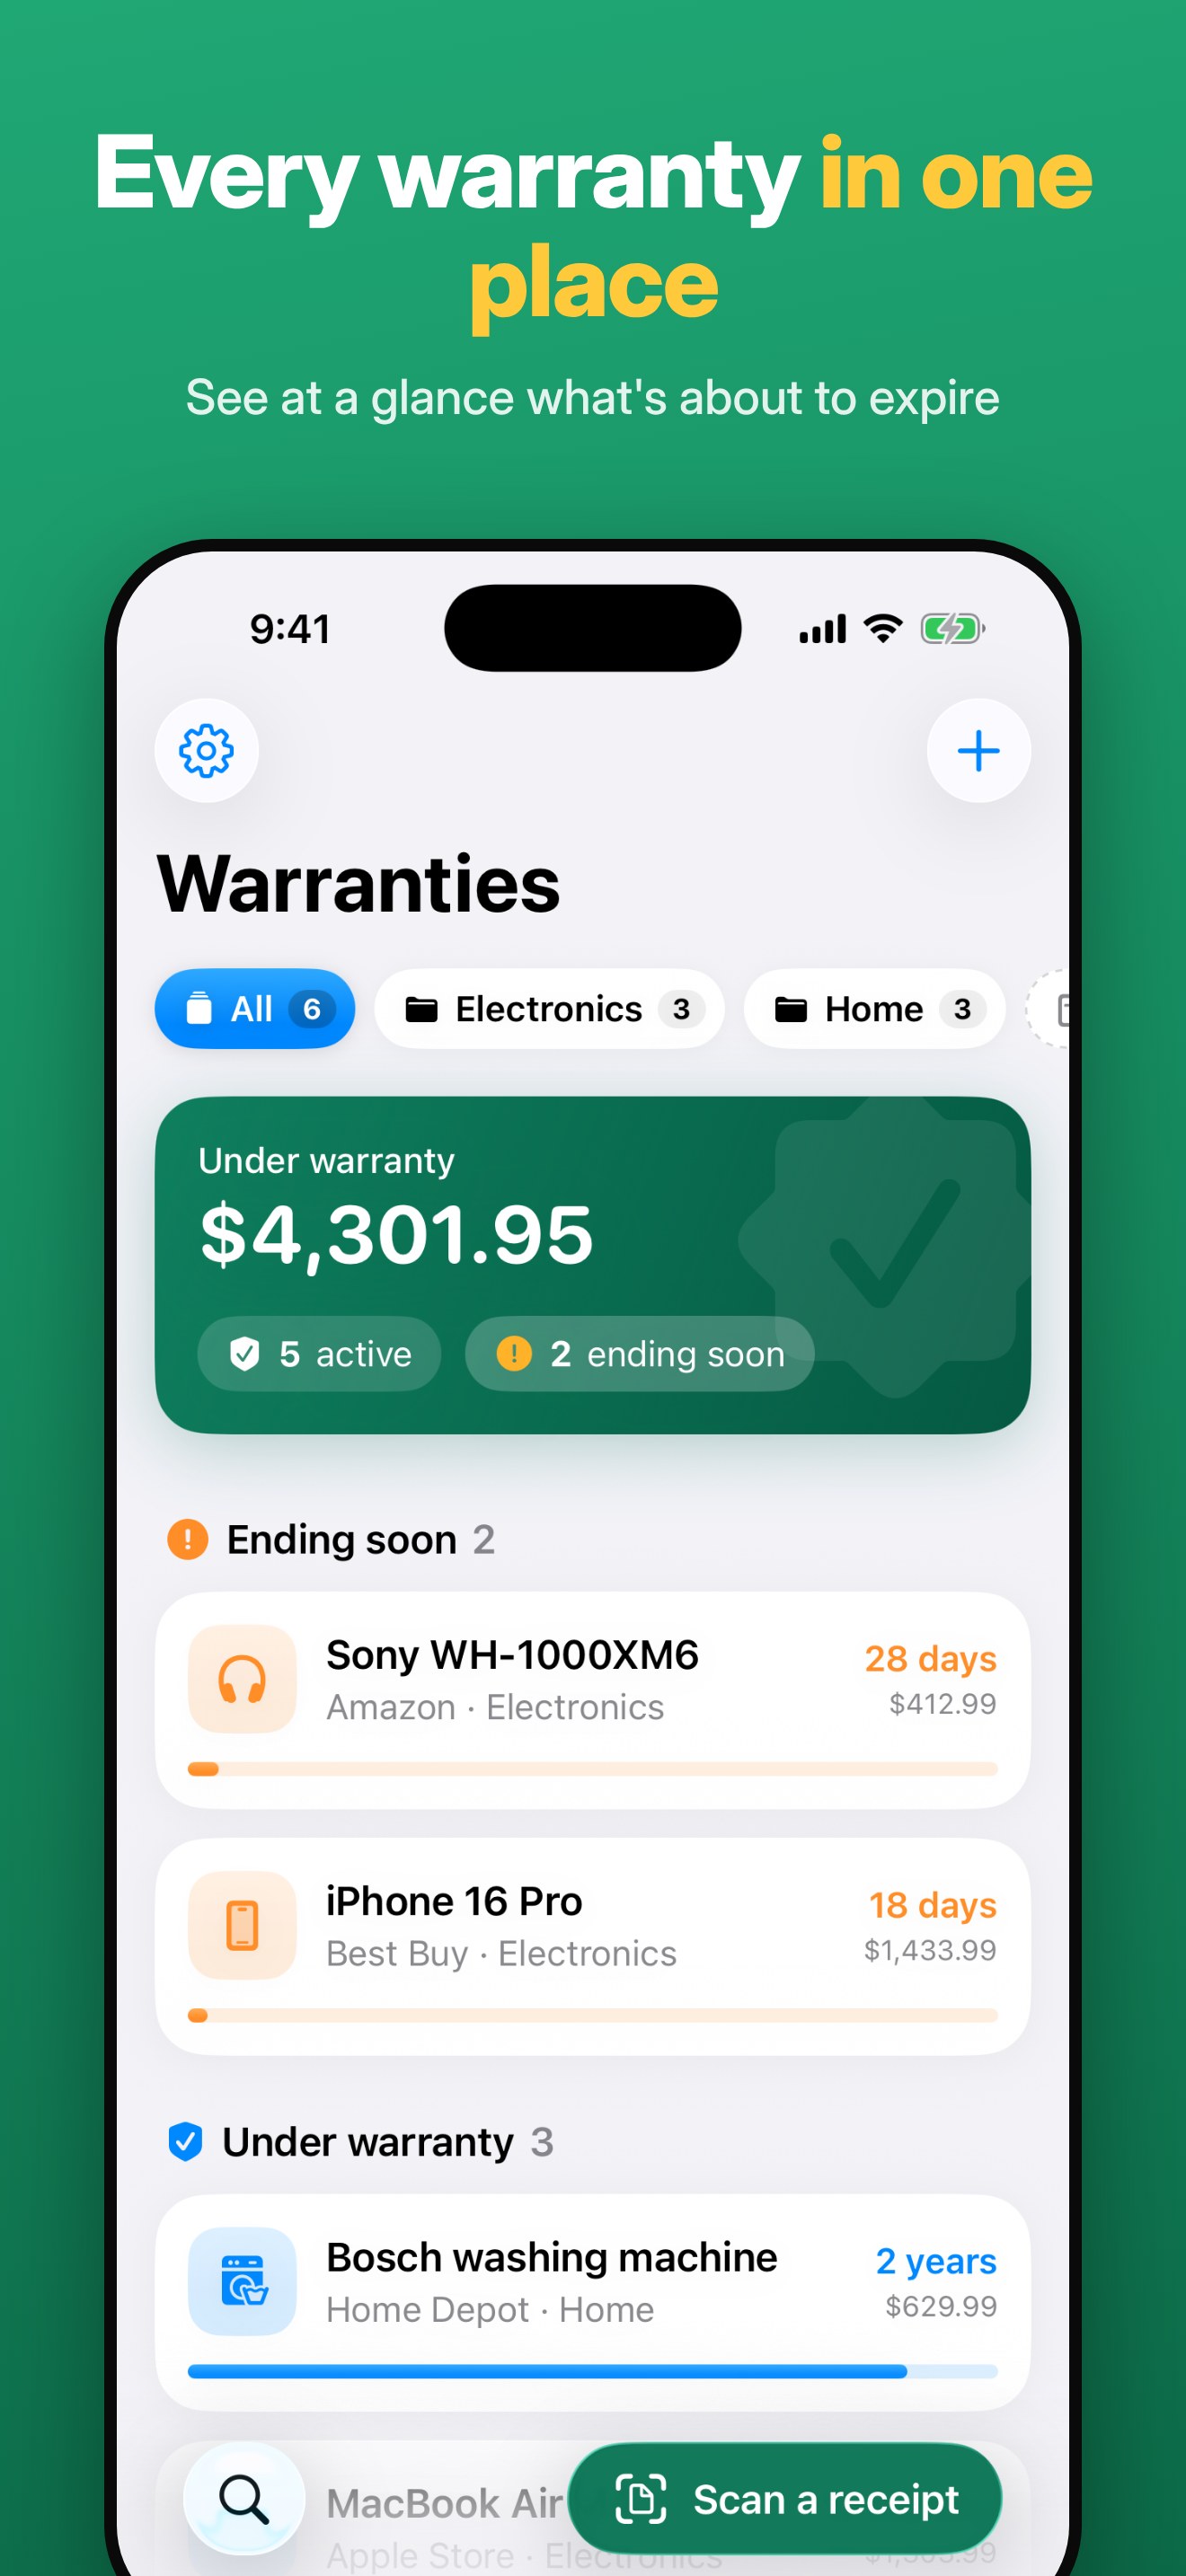 Every warranty in one
place
See at a glance what's about to expire
9:41
Warranties
All 6 Electronics 3 Home 3
Under warranty
$4,301.95
5 active 2 ending soon
Ending soon 2
Sony WH-1000XM6 28 days
Amazon · Electronics $412.99
iPhone 16 Pro 18 days
Best Buy · Electronics $1,433.99
Under warranty 3
Bosch washing machine 2 years
Home Depot · Home $629.99
MacBook Air Scan a receipt
Apple Store · Electronics